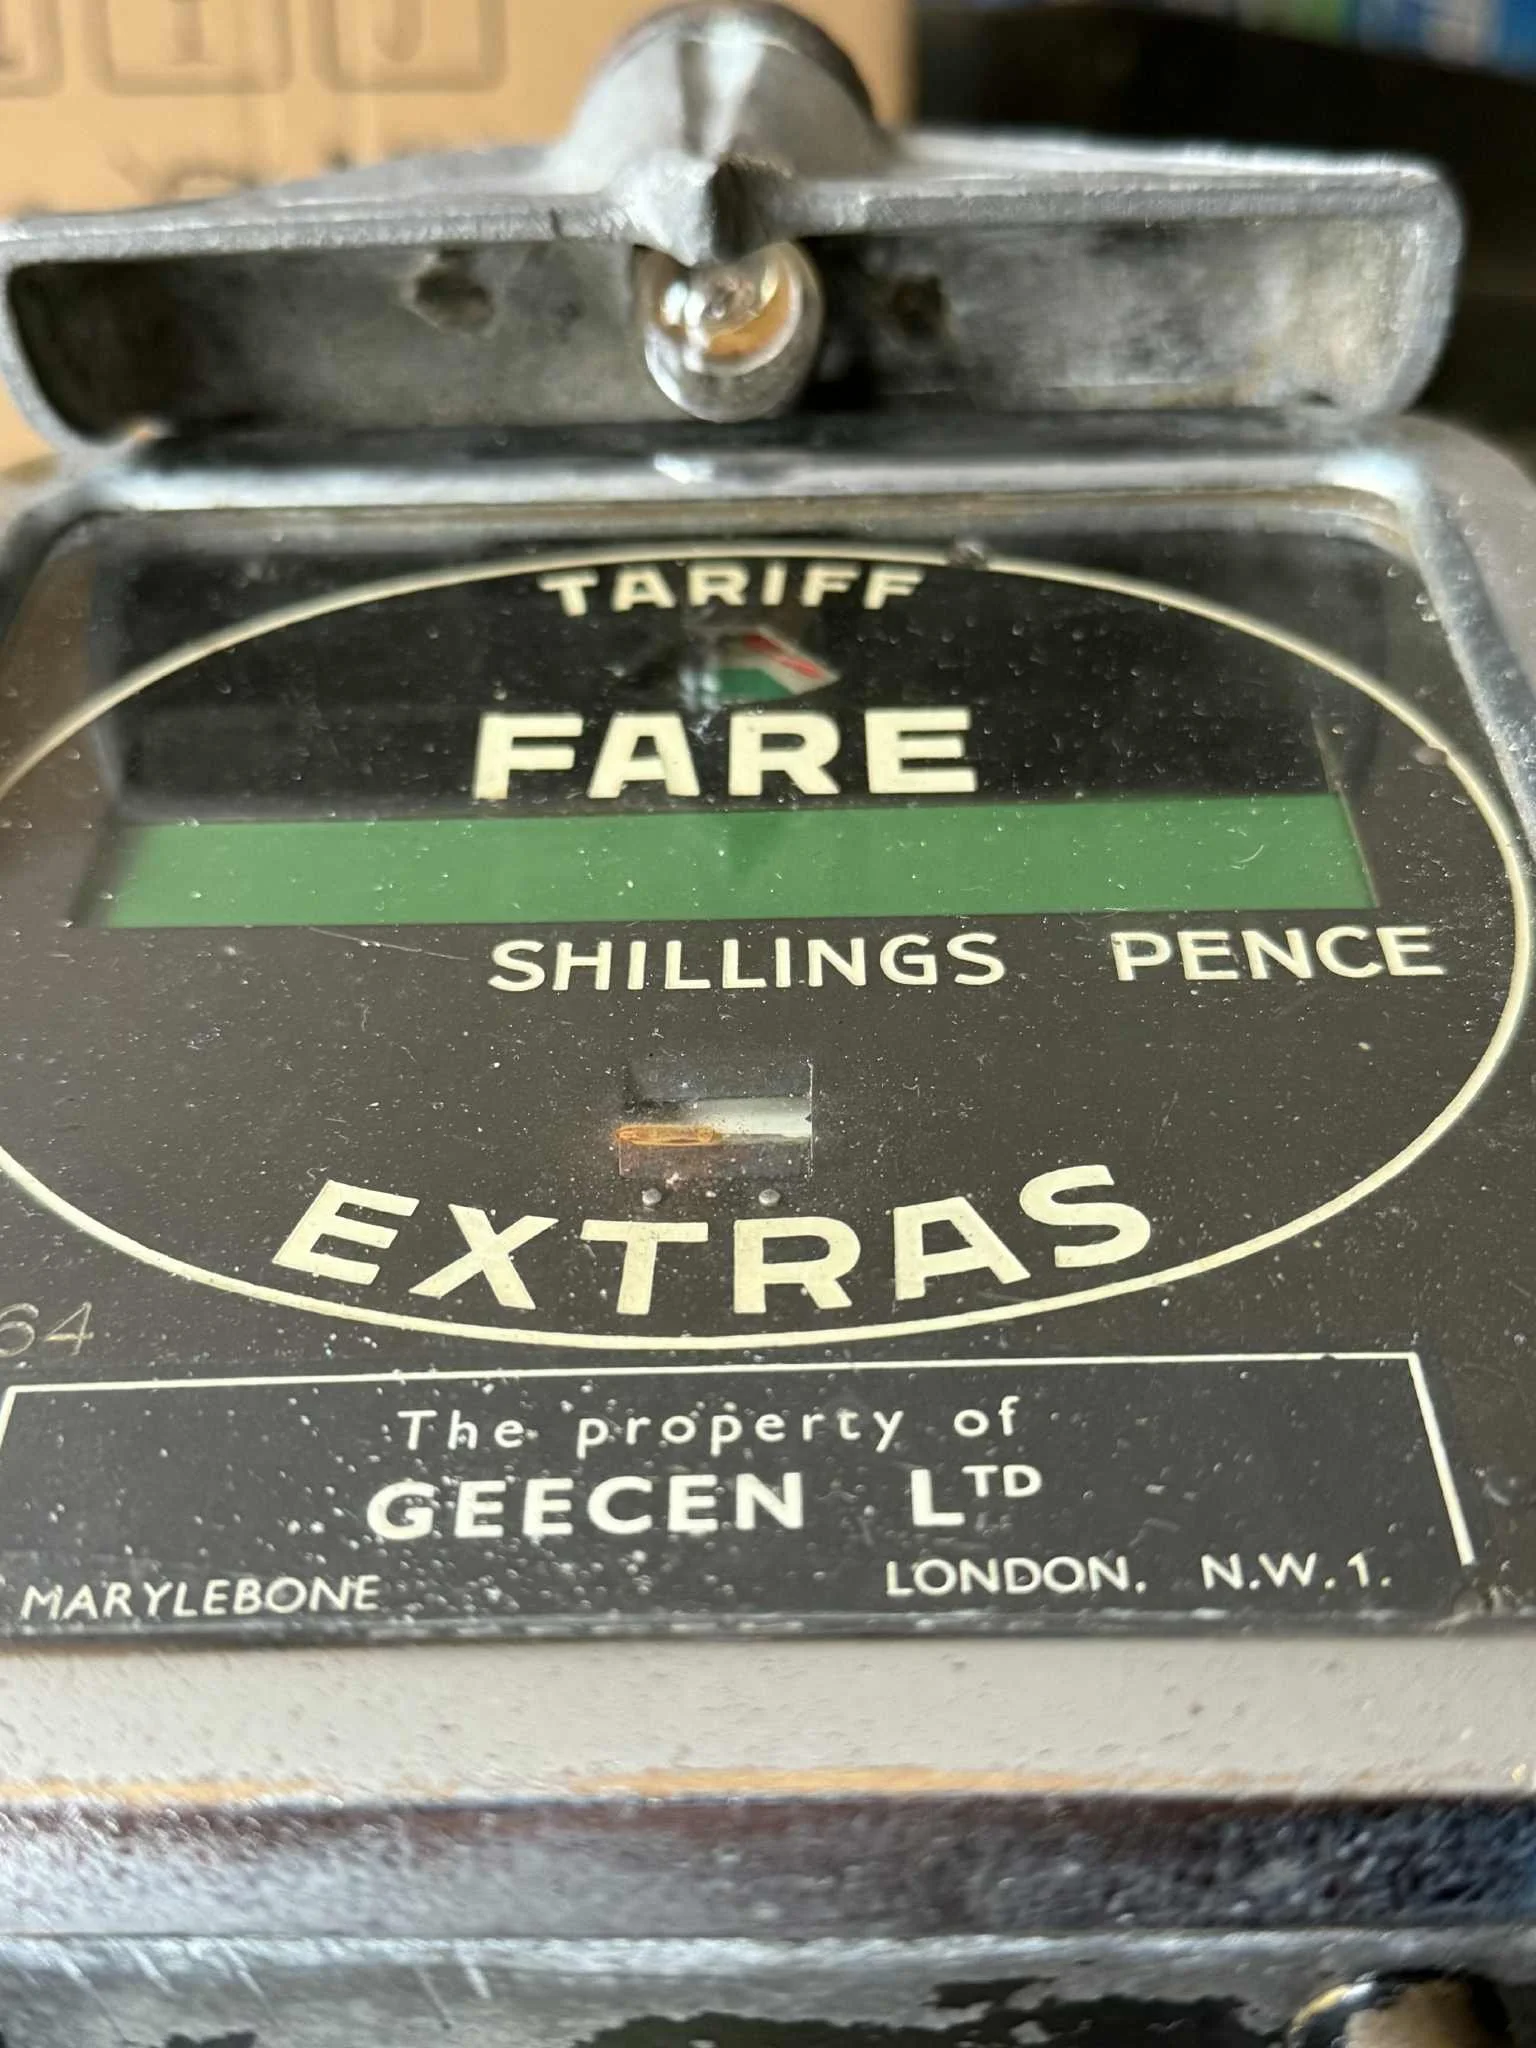 TARIFF
FARE
SHILLINGS PENCE
EXTRAS
64
The property of
GEECEN LTD
MARYLEBONE LONDON. N.W.1.